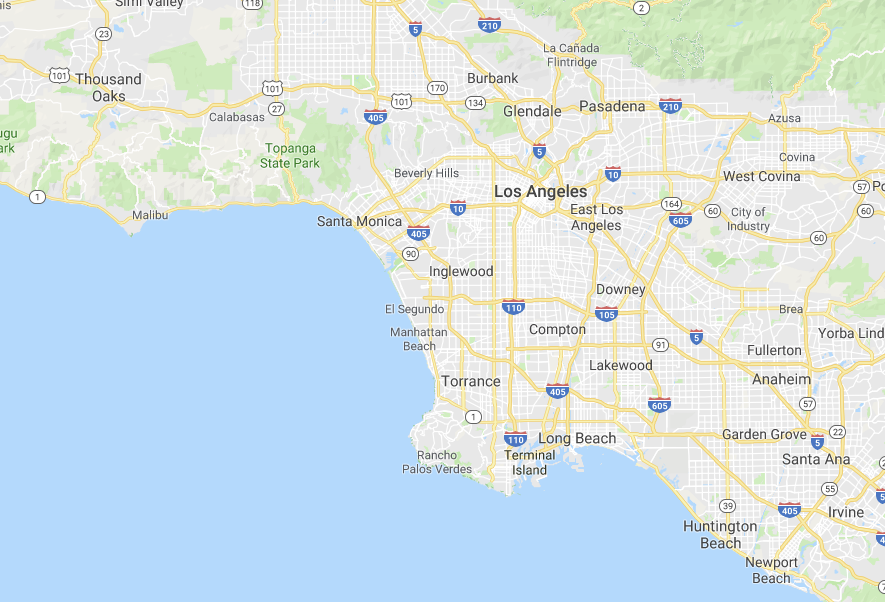 Simi Valley
118
2
5
210
23
La Cañada
Flintridge
101
Thousand
Oaks
101
27
Calabasas
405
101
170
Burbank
134
Glendale
Pasadena
210
Azusa
Topanga
State Park
5
Covina
Beverly Hills
10
West Covina
57
Los Angeles
1
Malibu
Santa Monica
10
East Los
Angeles
164
605
60
City of
Industry
60
60
405
90
Inglewood
Downey
El Segundo
110
105
Brea
Manhattan
Beach
Compton
5
Yorba Lind
91
Fullerton
Lakewood
Torrance
405
Anaheim
605
57
1
110
Long Beach
Garden Grove
5
22
Rancho
Palos Verdes
Terminal
Island
Santa Ana
55
39
405
Irvine
5
Huntington
Beach
Newport
Beach